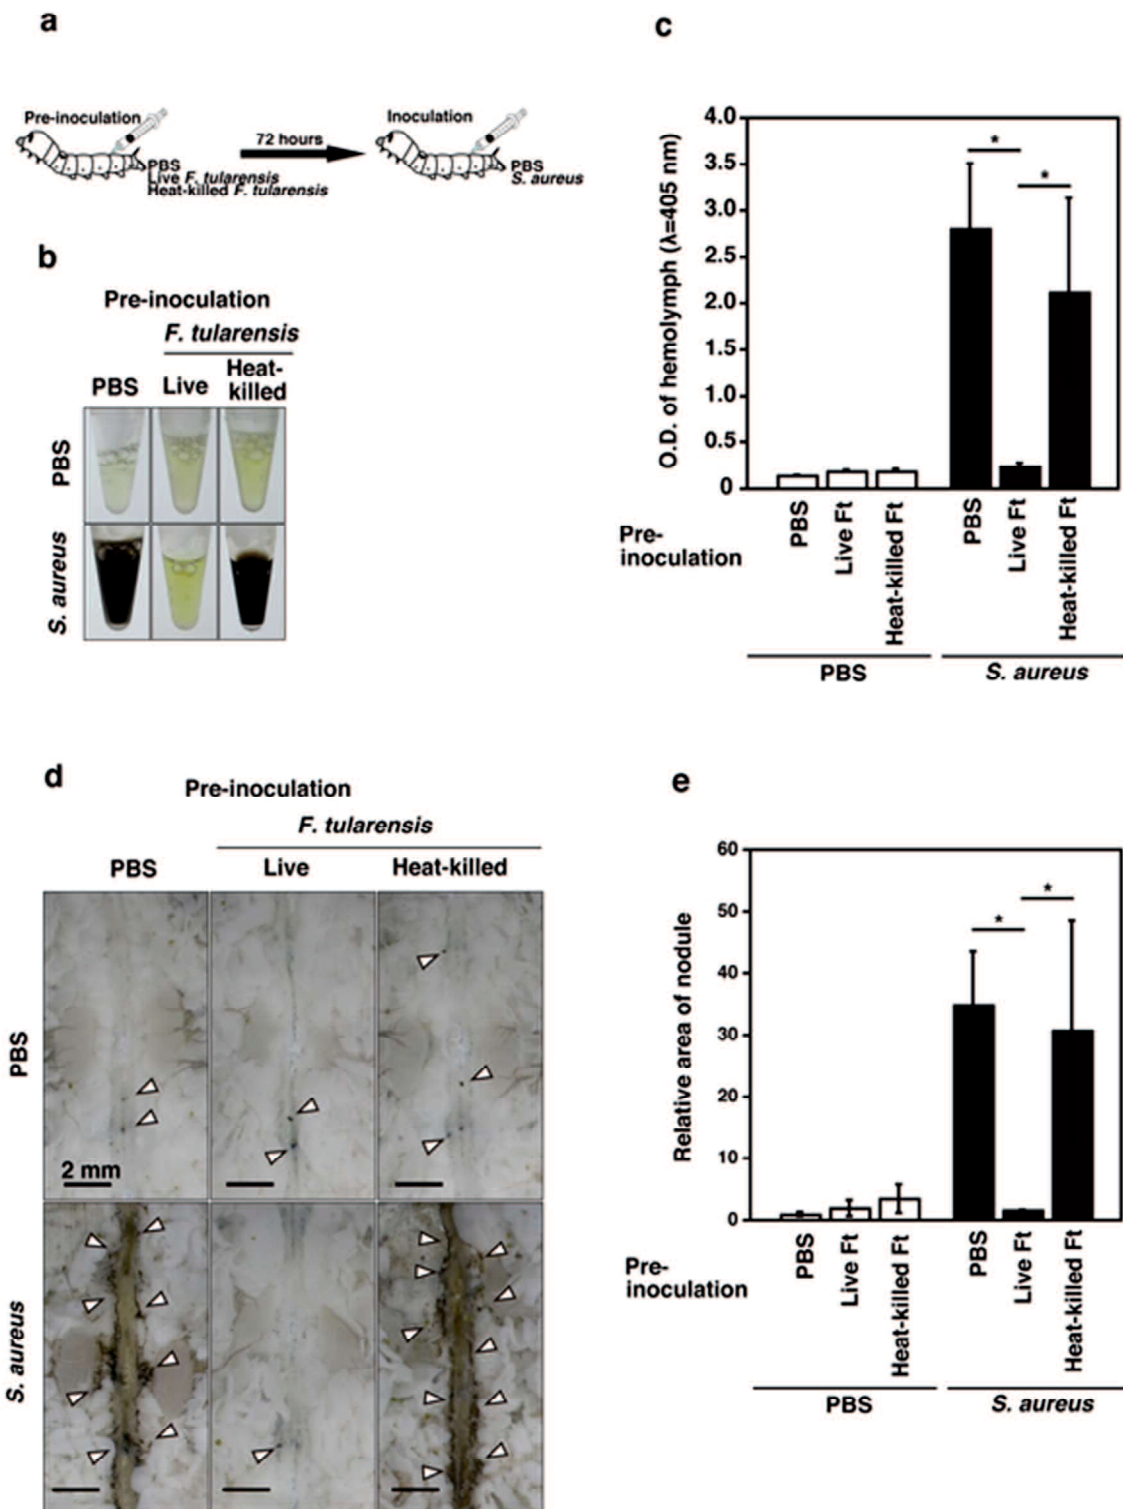 a
Pre-inoculation
PBS
Live F. tularensis
Heat-killed F. tularensis
72 hours
Inoculation
PBS
S. aureus
b
Pre-inoculation
F. tularensis
PBS
Live
Heat-
killed
PBS
S. aureus
c
O.D. of hemolymph (λ=405 nm)
4.0
3.5
3.0
2.5
2.0
1.5
1.0
0.5
0
*
*
Pre-
inoculation
PBS
Live Ft
Heat-killed Ft
PBS
Live Ft
Heat-killed Ft
PBS
S. aureus
d
Pre-inoculation
F. tularensis
PBS
Live
Heat-killed
PBS
2 mm
S. aureus
e
Relative area of nodule
60
50
40
30
20
10
0
*
*
Pre-
inoculation
PBS
Live Ft
Heat-killed Ft
PBS
Live Ft
Heat-killed Ft
PBS
S. aureus